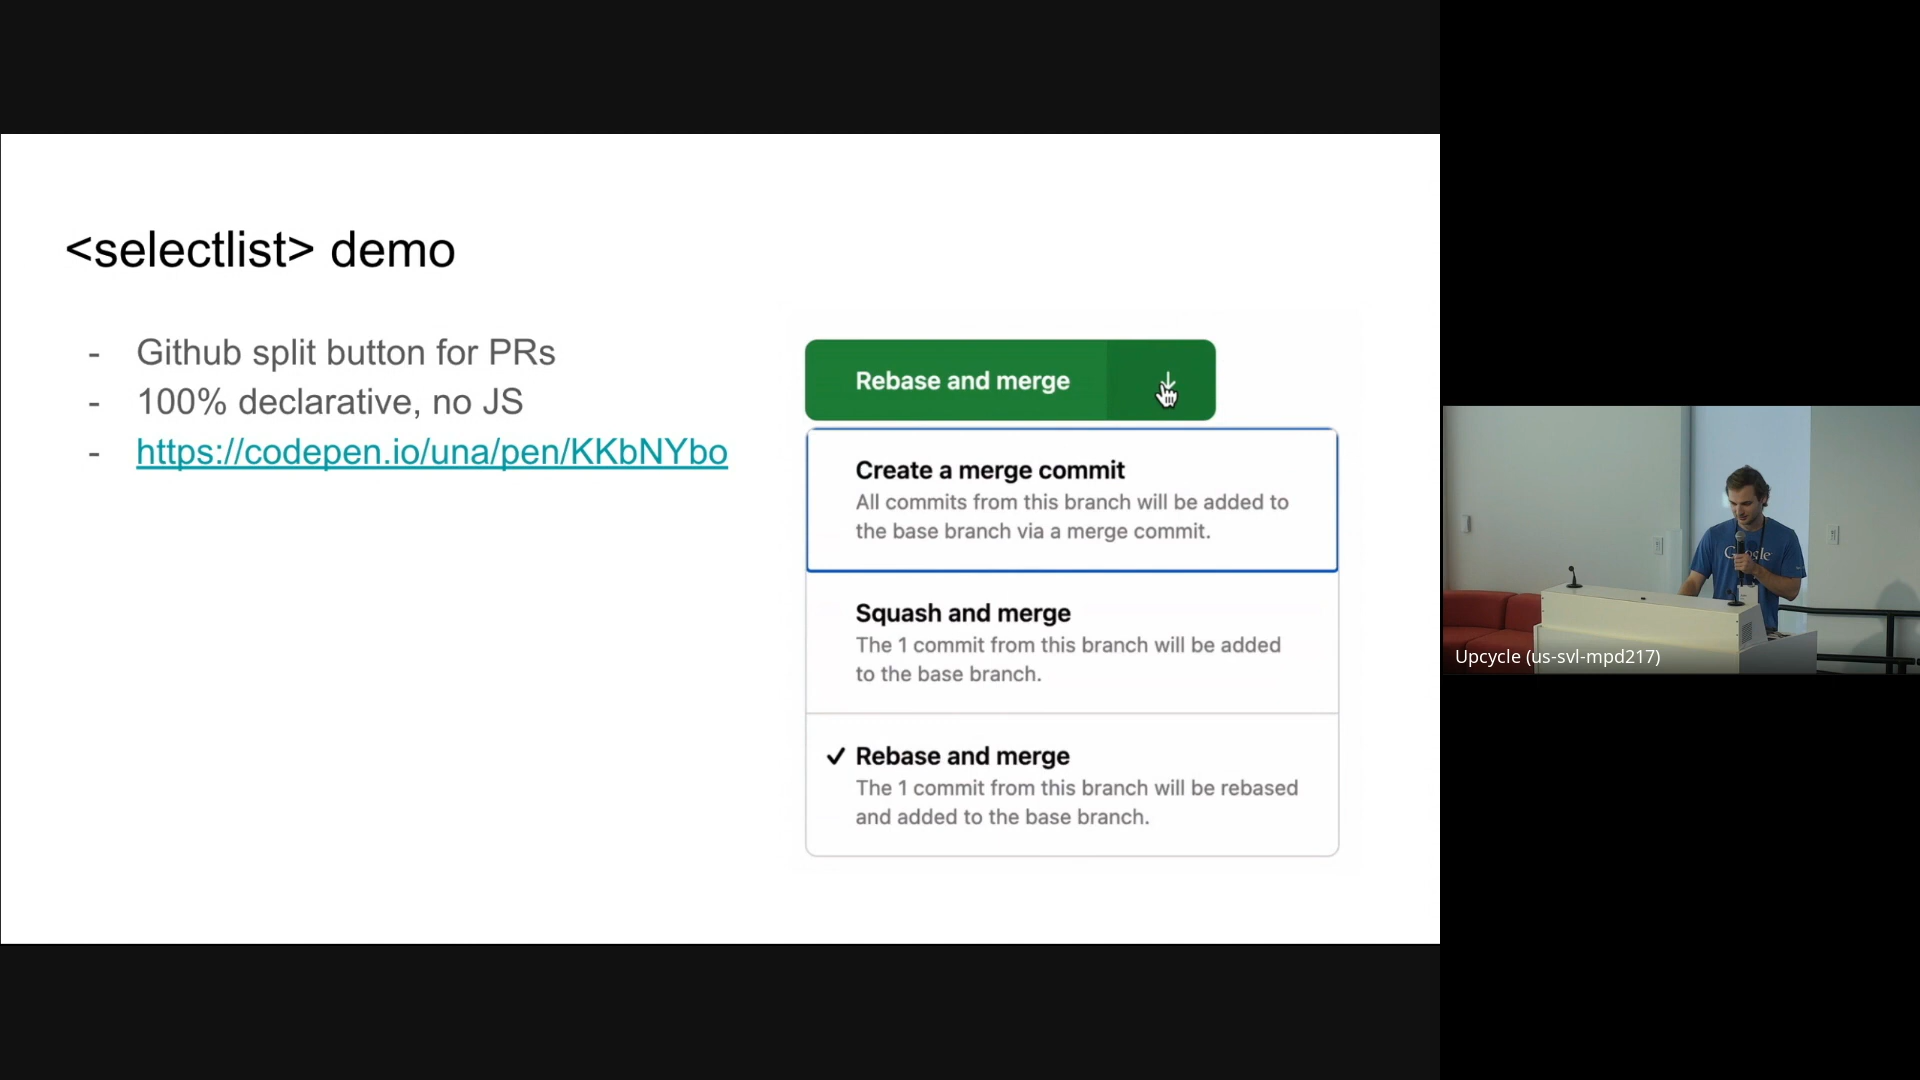 <selectlist> demo
- Github split button for PRs
- 100% declarative, no JS
- https://codepen.io/una/pen/KKbNYbo
Rebase and merge
Create a merge commit
All commits from this branch will be added to
the base branch via a merge commit.
Squash and merge
The 1 commit from this branch will be added
to the base branch.
✓ Rebase and merge
The 1 commit from this branch will be rebased
and added to the base branch.
Google
Upcycle (us-svl-mpd217)